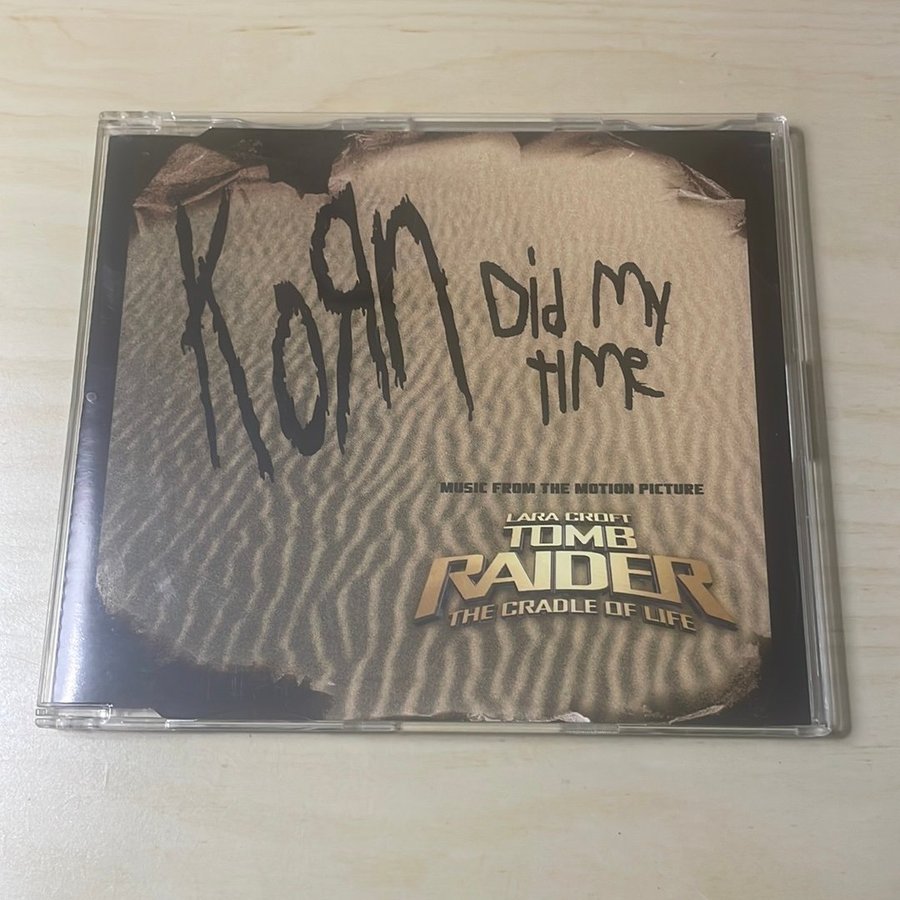 KoЯn
Did My
Time
MUSIC FROM THE MOTION PICTURE
LARA CROFT
TOMB
RAIDER
THE CRADLE OF LIFE